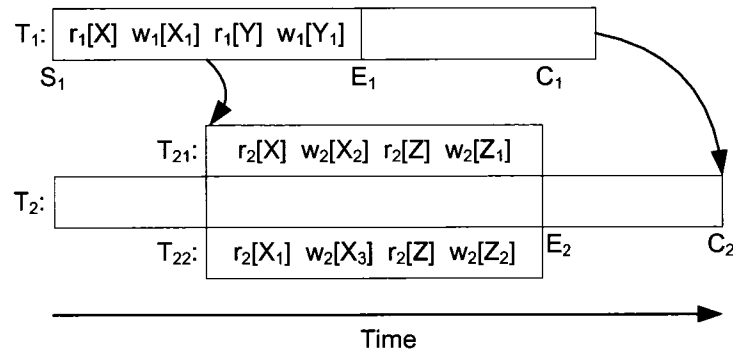 T₁: r₁[X] w₁[X₁] r₁[Y] w₁[Y₁]
S₁ E₁ C₁
T₂₁: r₂[X] w₂[X₂] r₂[Z] w₂[Z₁]
T₂:
T₂₂: r₂[X₁] w₂[X₃] r₂[Z] w₂[Z₂] E₂ C₂
Time